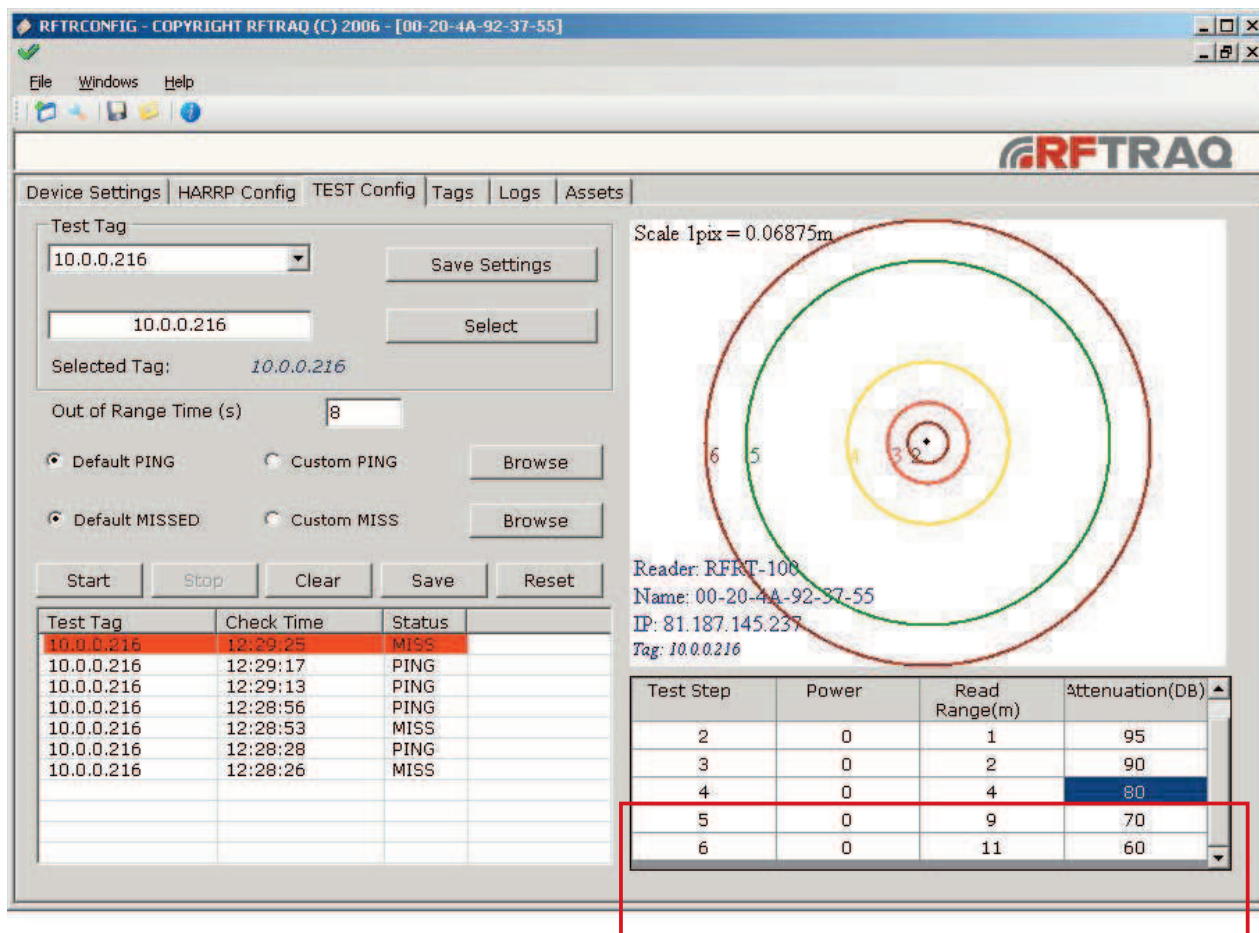 RFTRCONFIG - COPYRIGHT RFTRAQ (C) 2006 - [00-20-4A-92-37-55]
File Windows Help
RFTRAQ
Device Settings HARRP Config TEST Config Tags Logs Assets
Test Tag
10.0.0.216
Save Settings
10.0.0.216
Select
Selected Tag: 10.0.0.216
Out of Range Time (s) 8
Default PING Custom PING Browse
Default MISSED Custom MISS Browse
Start Stop Clear Save Reset
Test Tag Check Time Status
10.0.0.216 12:29:25 MISS
10.0.0.216 12:29:17 PING
10.0.0.216 12:29:13 PING
10.0.0.216 12:28:56 PING
10.0.0.216 12:28:53 MISS
10.0.0.216 12:28:28 PING
10.0.0.216 12:28:26 MISS
Scale 1pix = 0.06875m
6 5 4 3 2
Reader: RFRT-100
Name: 00-20-4A-92-37-55
IP: 81.187.145.237
Tag: 10.0.0.216
Test Step Power Read Range(m) Attenuation(DB)
2 0 1 95
3 0 2 90
4 0 4 80
5 0 9 70
6 0 11 60